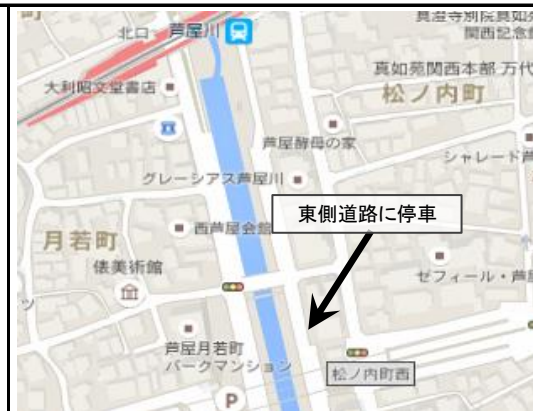 北口
芦屋川
真如苑関西本部 万代
大利昭文堂書店
松ノ内町
芦屋酵母の家
シャレード芦
グレーシアス芦屋川
東側道路に停車
西芦屋会館
月若町
俵美術館
ゼフィール・芦屋
芦屋月若町
パークマンション
松ノ内町西
P